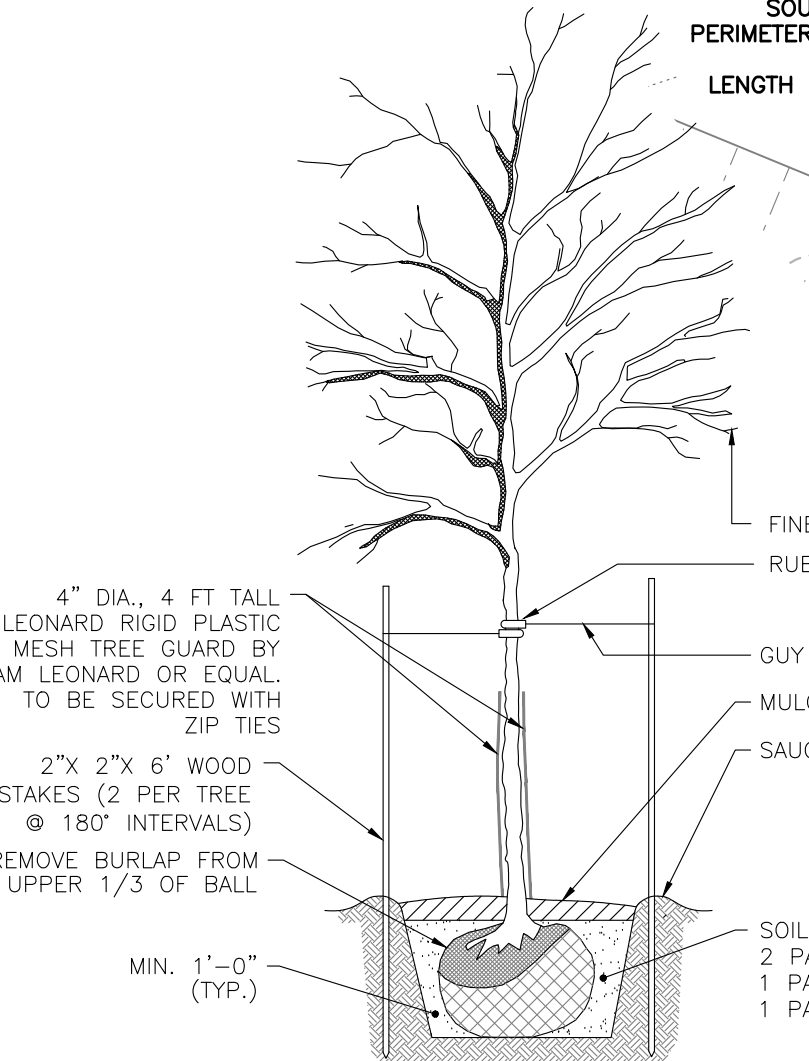 SOU
PERIMETER
LENGTH
FINE
RUB
GUY
MULC
SAUC
4" DIA., 4 FT TALL
LEONARD RIGID PLASTIC
MESH TREE GUARD BY
AM LEONARD OR EQUAL.
TO BE SECURED WITH
ZIP TIES
2"X 2"X 6' WOOD
STAKES (2 PER TREE
@ 180° INTERVALS)
REMOVE BURLAP FROM
UPPER 1/3 OF BALL
MIN. 1'-0"
(TYP.)
SOIL
2 PA
1 PA
1 PA